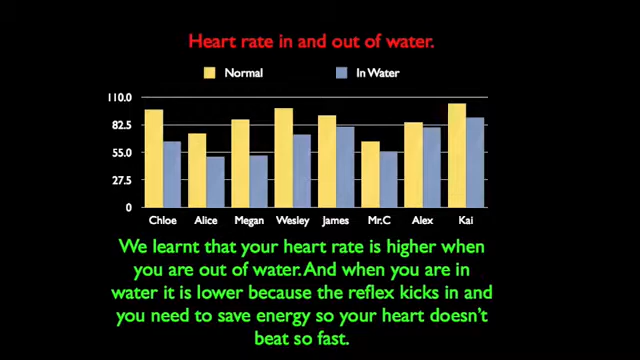 Heart rate in and out of water.
Normal In Water
110.0
82.5
55.0
27.5
0
Chloe Alice Megan Wesley James Mr.C Alex Kai
We learnt that your heart rate is higher when
you are out of water. And when you are in
water it is lower because the reflex kicks in and
you need to save energy so your heart doesn't
beat so fast.